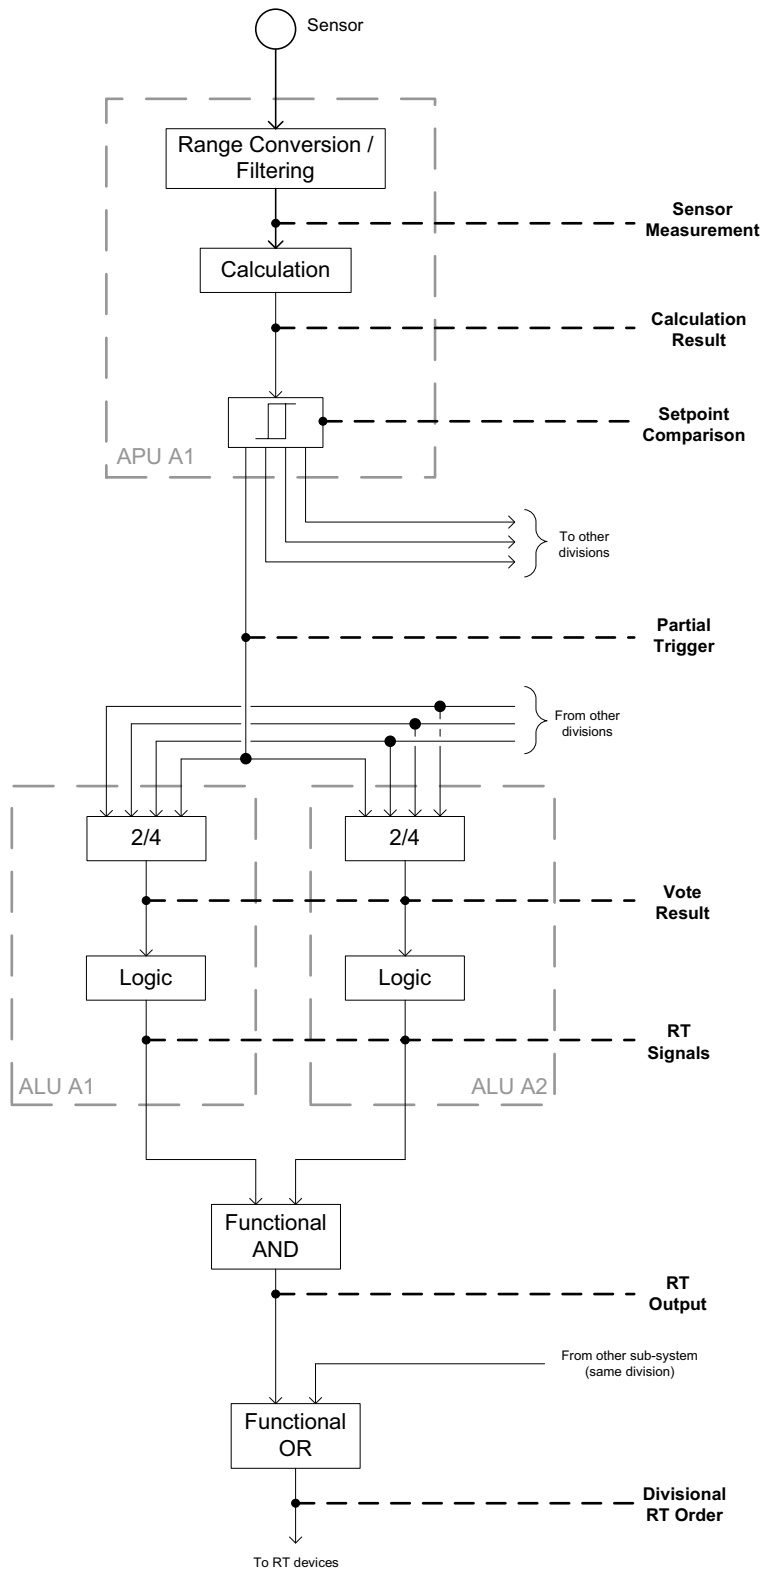 Sensor
Range Conversion /
Filtering
Sensor
Measurement
Calculation
Calculation
Result
Setpoint
Comparison
APU A1
To other
divisions
Partial
Trigger
From other
divisions
2/4
2/4
Vote
Result
Logic
Logic
RT
Signals
ALU A1
ALU A2
Functional
AND
RT
Output
From other sub-system
(same division)
Functional
OR
Divisional
RT Order
To RT devices